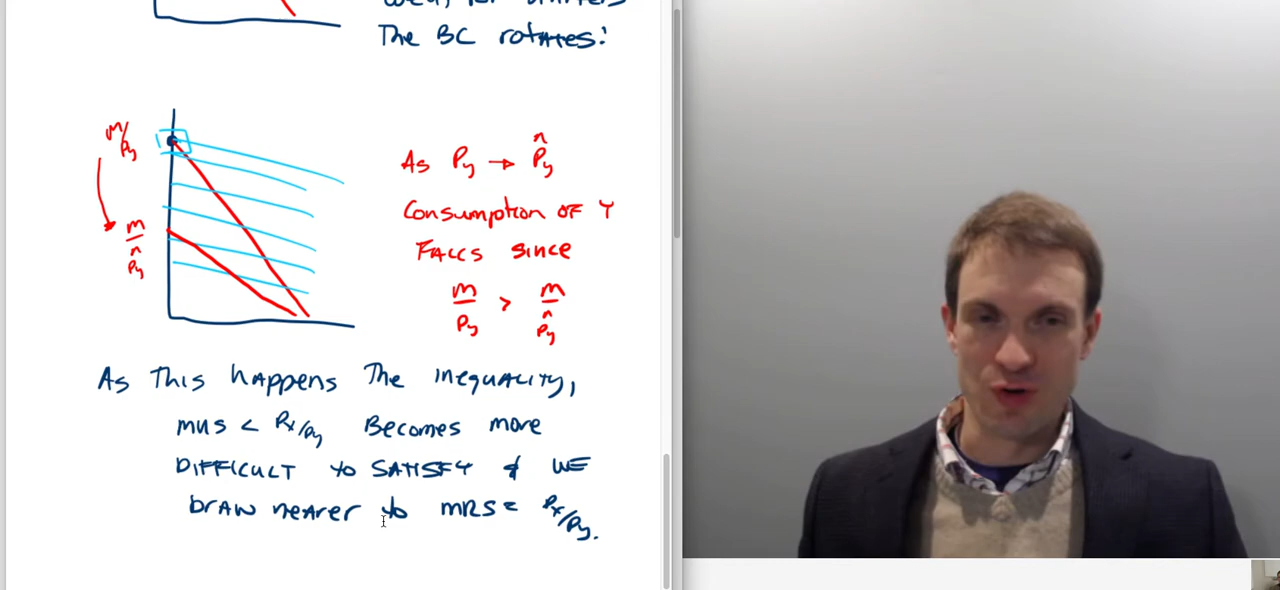 The BC rotates:
M/Py
m/P̂y
As Py → P̂y
Consumption of Y
Falls since
m/Py > m/P̂y
As This happens The inequality,
MRS < Px/Py Becomes more
DIFFICULT to SATISFY & WE
Draw nearer to MRS = Px/Py.